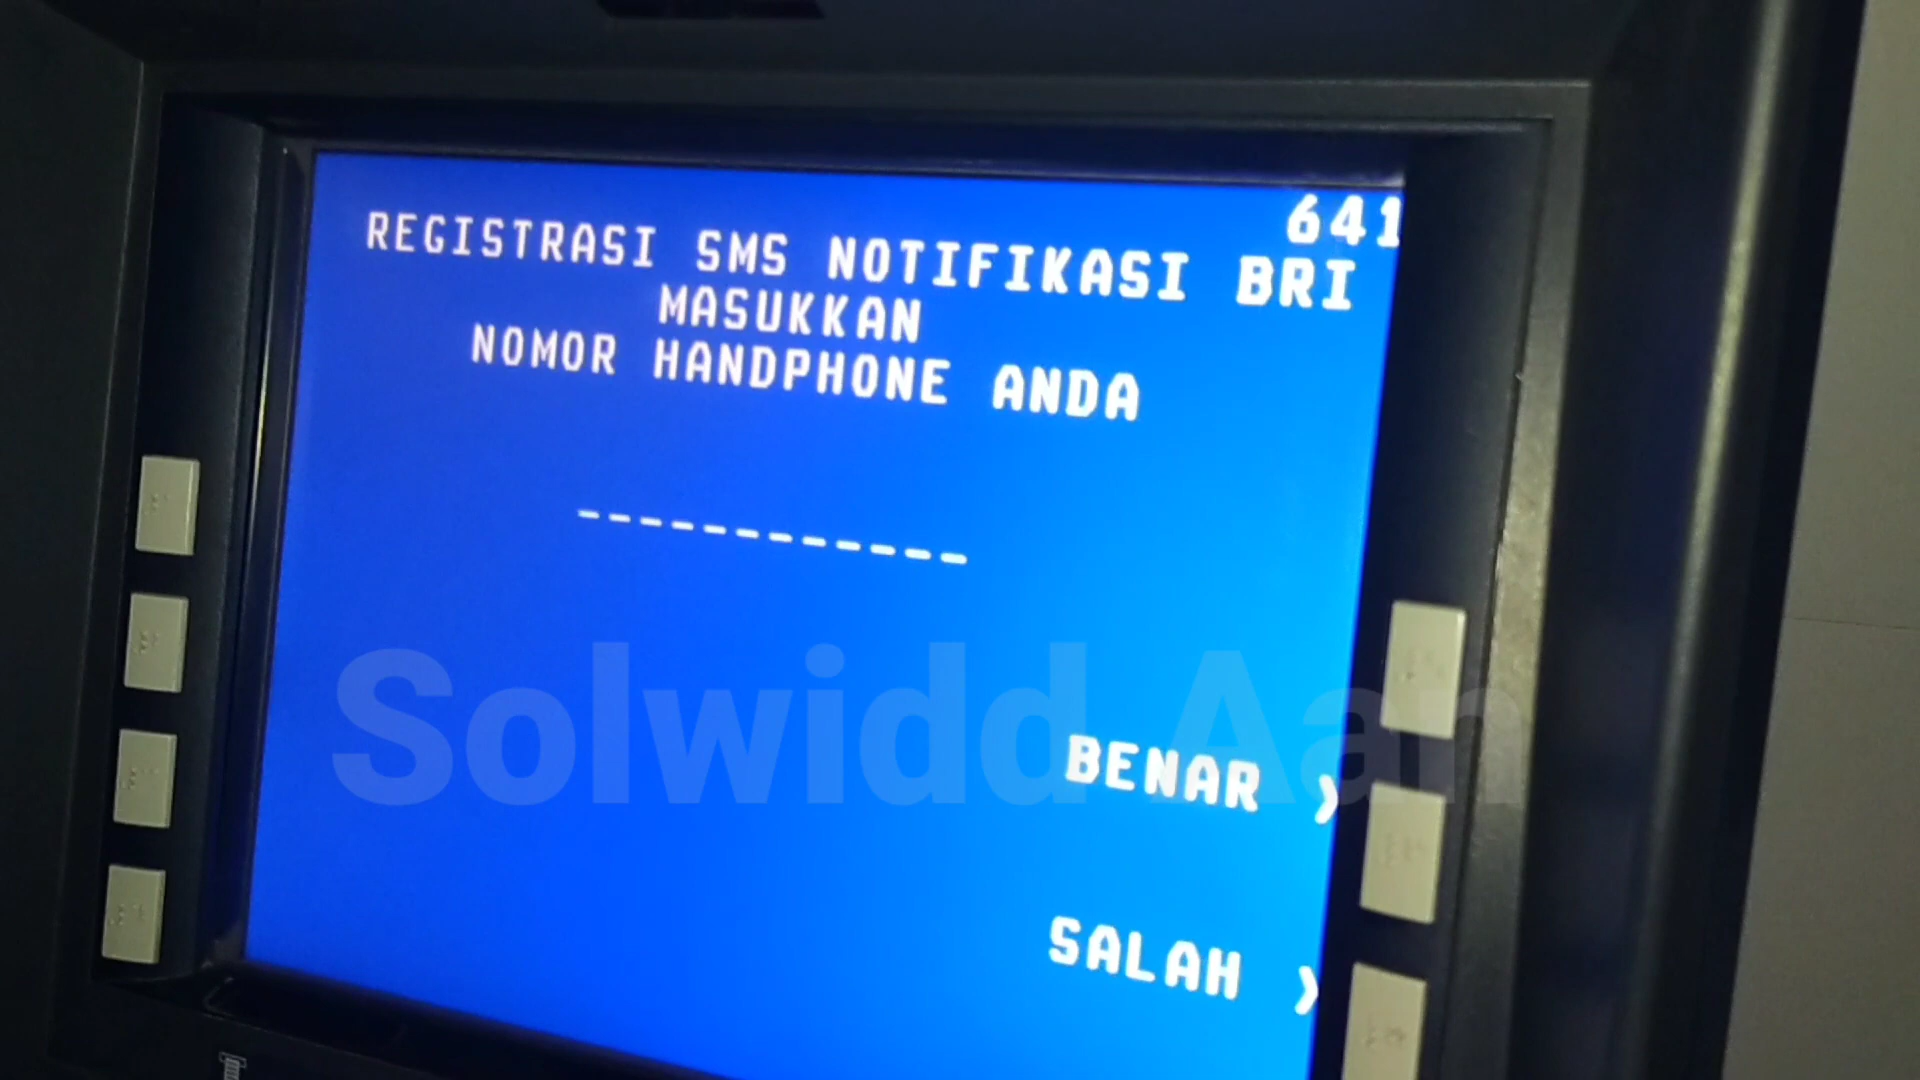 641
REGISTRASI SMS NOTIFIKASI BRI
MASUKKAN
NOMOR HANDPHONE ANDA
------------
BENAR >
SALAH >
Solwidd Aan